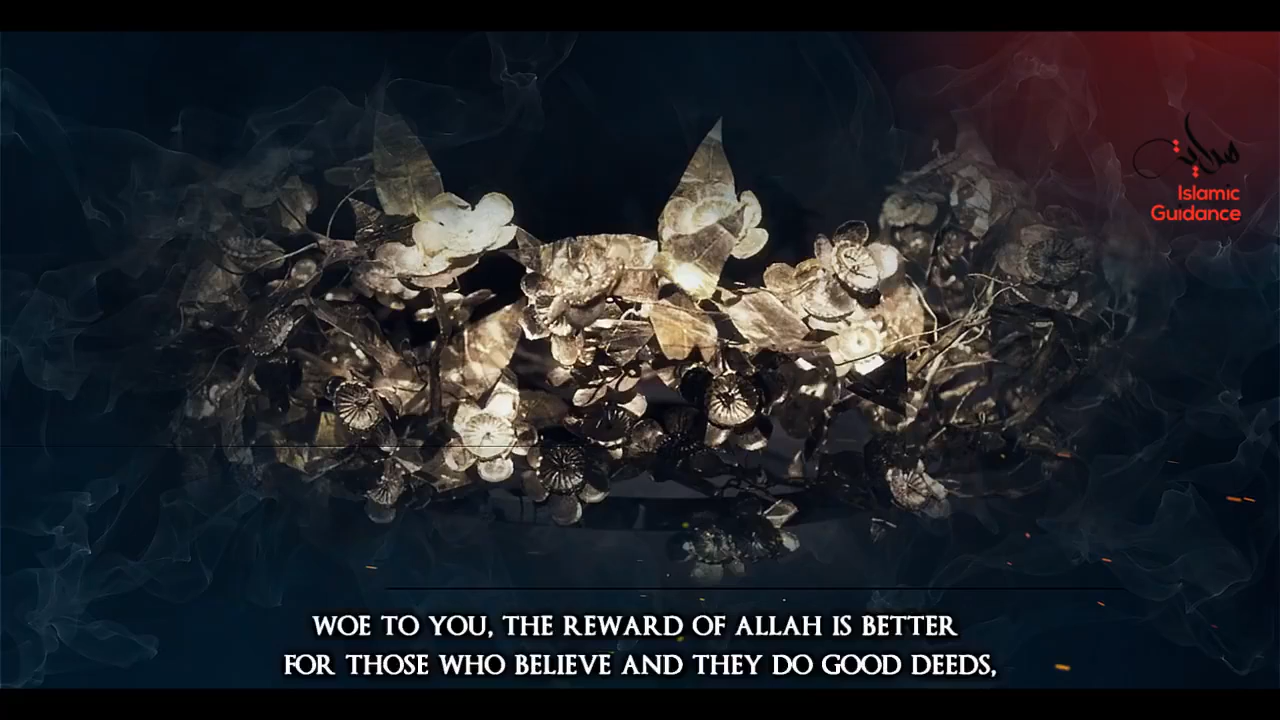 هداية
Islamic
Guidance
WOE TO YOU, THE REWARD OF ALLAH IS BETTER
FOR THOSE WHO BELIEVE AND THEY DO GOOD DEEDS,